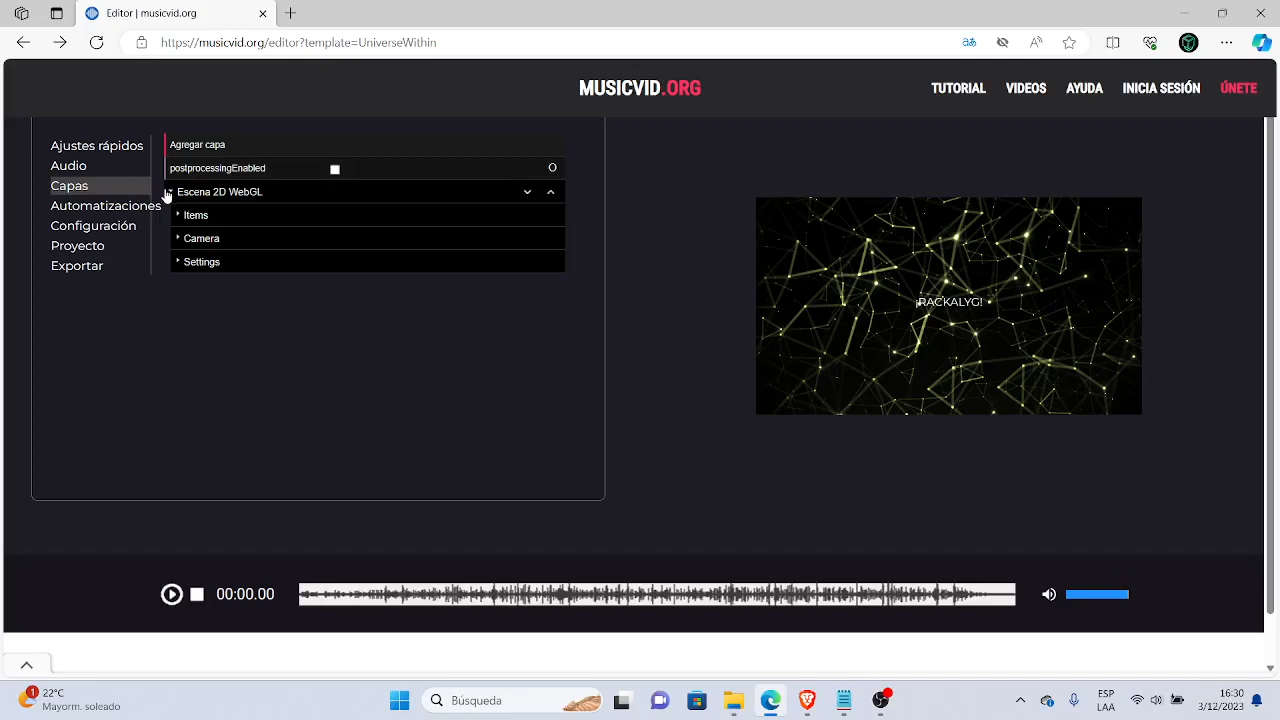 Editor | musicvid.org
https://musicvid.org/editor?template=UniverseWithin
MUSICVID.ORG
TUTORIAL
VIDEOS
AYUDA
INICIA SESIÓN
ÚNETE
Ajustes rápidos
Audio
Capas
Automatizaciones
Configuración
Proyecto
Exportar
Agregar capa
postprocessingEnabled
O
Escena 2D WebGL
Items
Camera
Settings
RACKALYG!
00:00.00
1
22°C
Mayorm. soleado
Búsqueda
ESP
LAA
16:30
3/12/2023